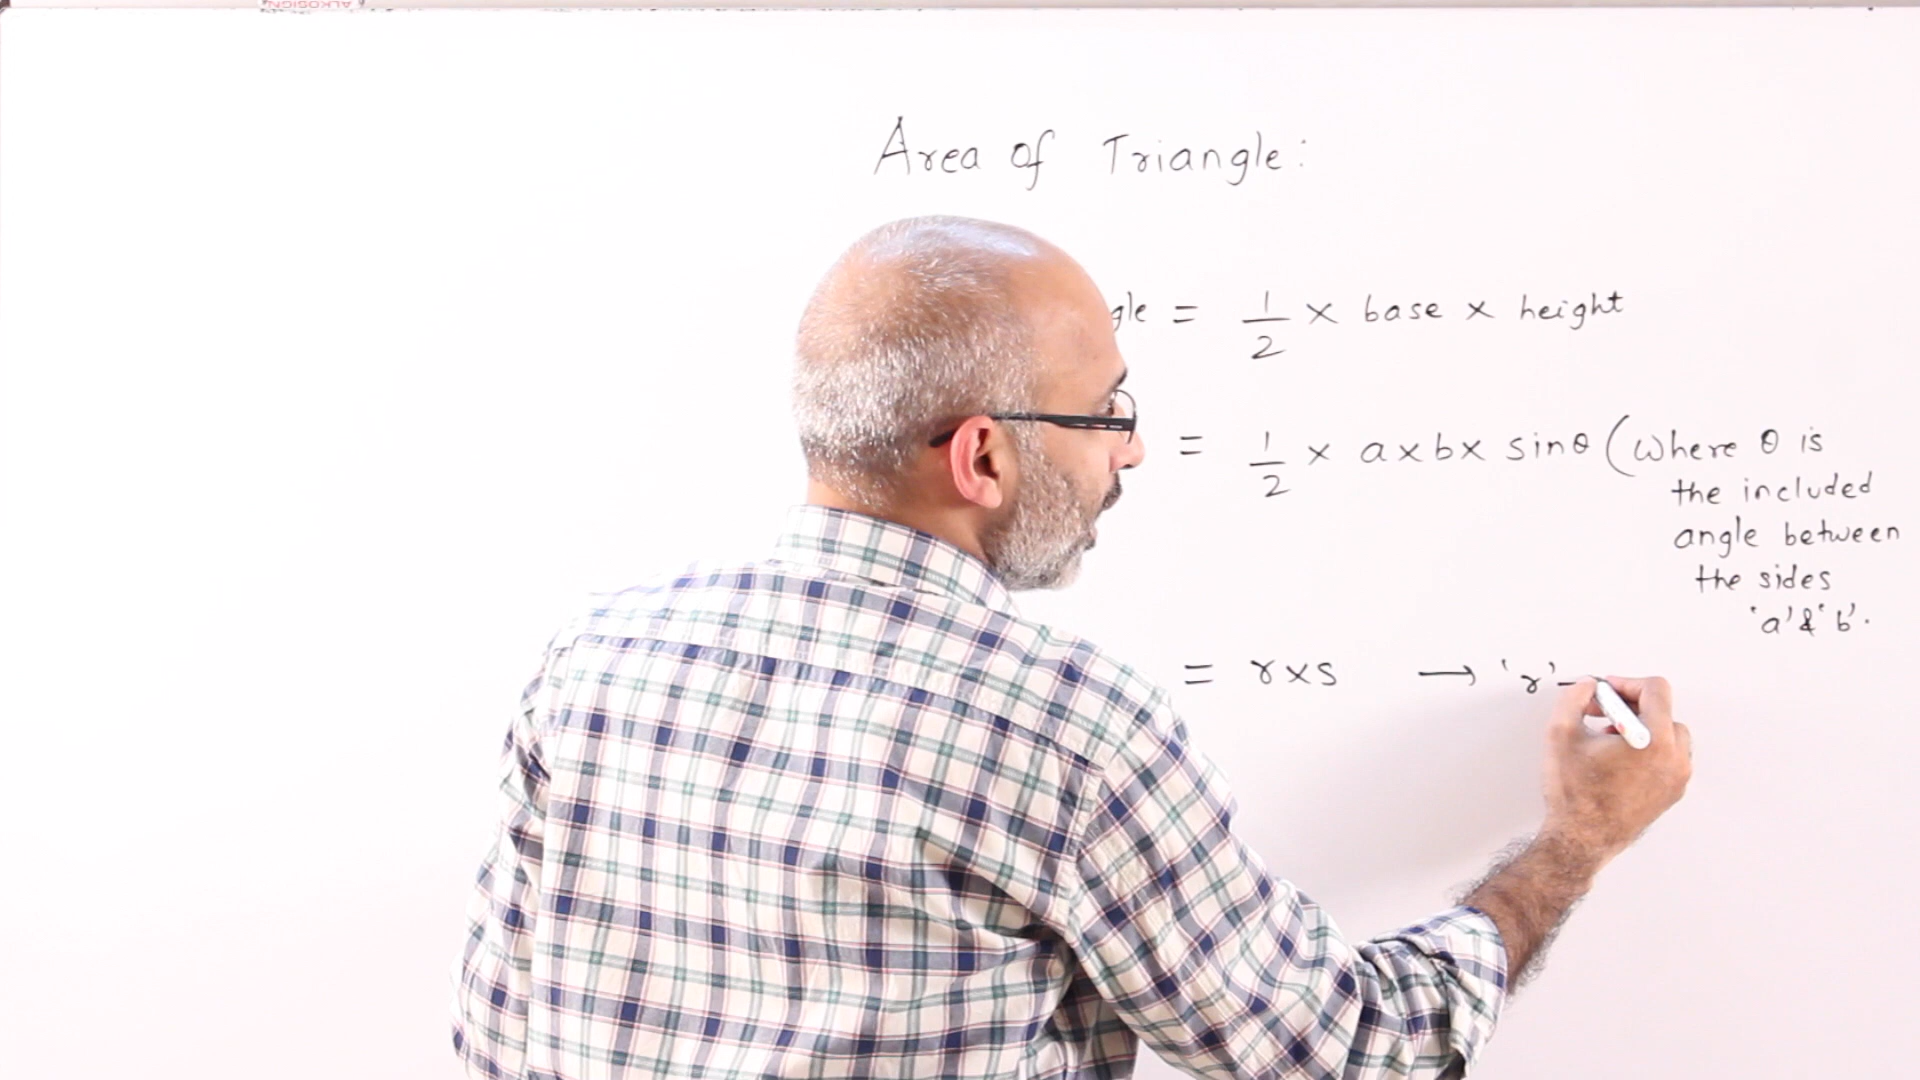 ALKOSIGN
Area of Triangle:
gle = 1/2 × base × height
= 1/2 × a × b × sinθ (Where θ is
the included
angle between
the sides
'a' & 'b'.
= r × s → 'r' -